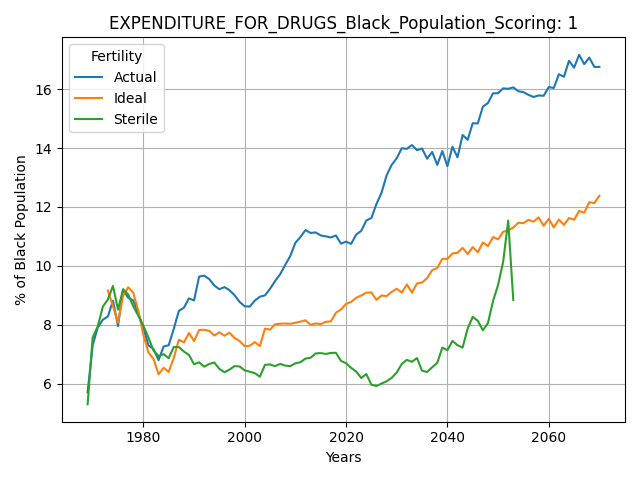 EXPENDITURE_FOR_DRUGS_Black_Population_Scoring: 1
Fertility
Actual
Ideal
Sterile
% of Black Population
16
14
12
10
8
6
1980
2000
2020
2040
2060
Years